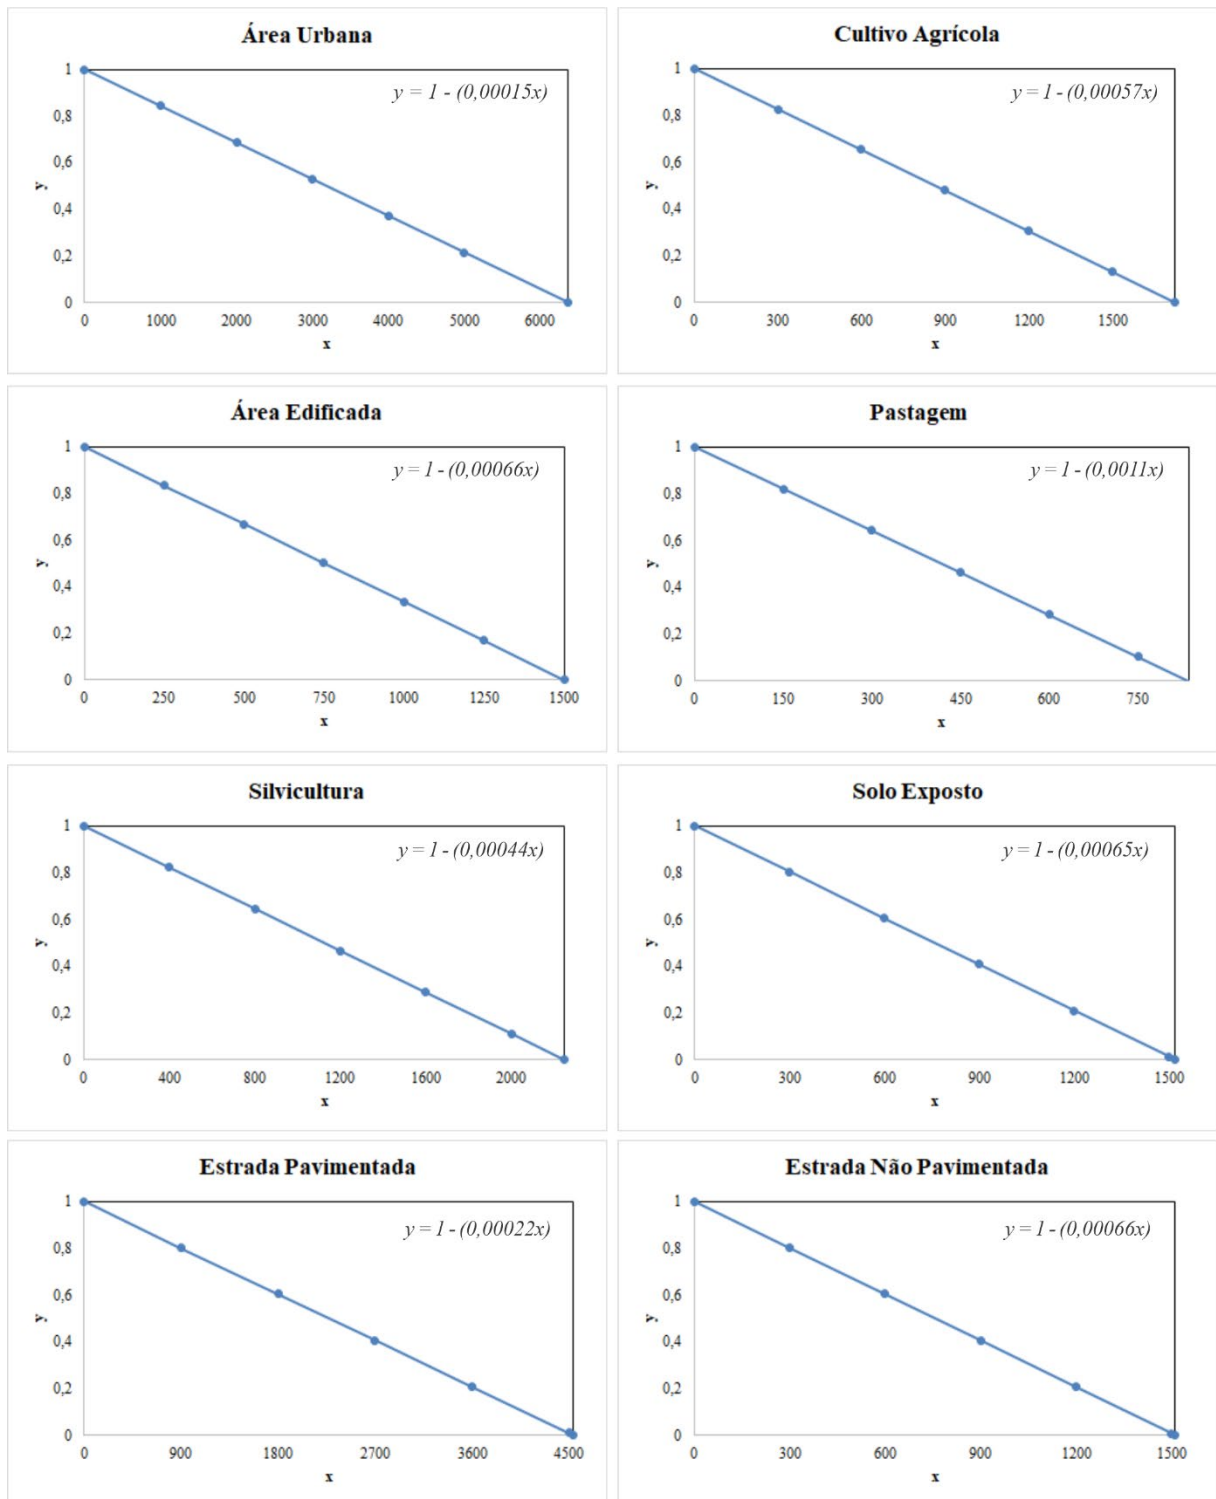 Área Urbana
y = 1 - (0,00015x)
1
0,8
0,6
0,4
0,2
0
y
0 1000 2000 3000 4000 5000 6000
x
Cultivo Agrícola
y = 1 - (0,00057x)
1
0,8
0,6
0,4
0,2
0
y
0 300 600 900 1200 1500
x
Área Edificada
y = 1 - (0,00066x)
1
0,8
0,6
0,4
0,2
0
y
0 250 500 750 1000 1250 1500
x
Pastagem
y = 1 - (0,0011x)
1
0,8
0,6
0,4
0,2
0
y
0 150 300 450 600 750
x
Silvicultura
y = 1 - (0,00044x)
1
0,8
0,6
0,4
0,2
0
y
0 400 800 1200 1600 2000
x
Solo Exposto
y = 1 - (0,00065x)
1
0,8
0,6
0,4
0,2
0
y
0 300 600 900 1200 1500
x
Estrada Pavimentada
y = 1 - (0,00022x)
1
0,8
0,6
0,4
0,2
0
y
0 900 1800 2700 3600 4500
x
Estrada Não Pavimentada
y = 1 - (0,00066x)
1
0,8
0,6
0,4
0,2
0
y
0 300 600 900 1200 1500
x